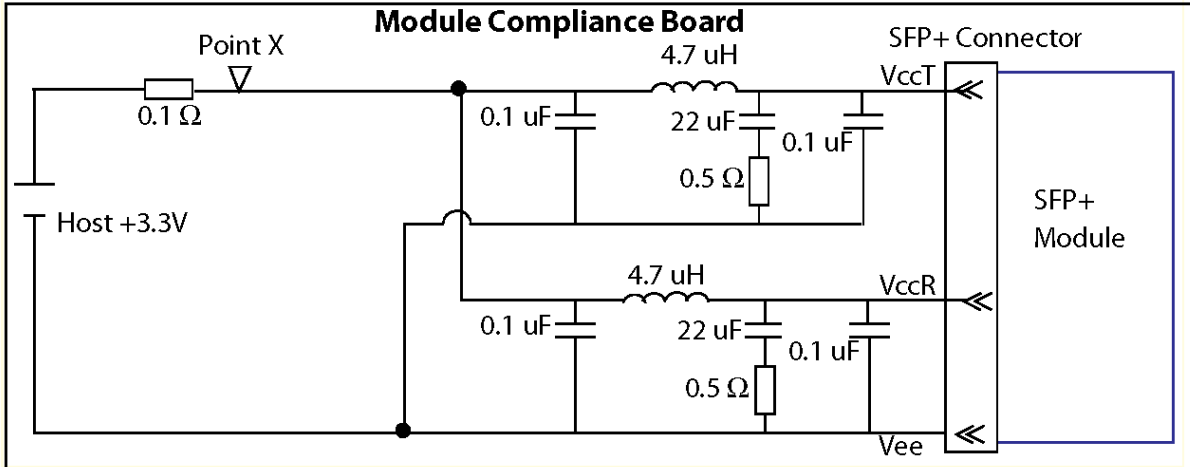 Module Compliance Board
Point X
4.7 uH
SFP+ Connector
VccT
0.1 Ω
0.1 uF
22 uF
0.1 uF
0.5 Ω
Host +3.3V
SFP+
Module
4.7 uH
VccR
0.1 uF
22 uF
0.1 uF
0.5 Ω
Vee